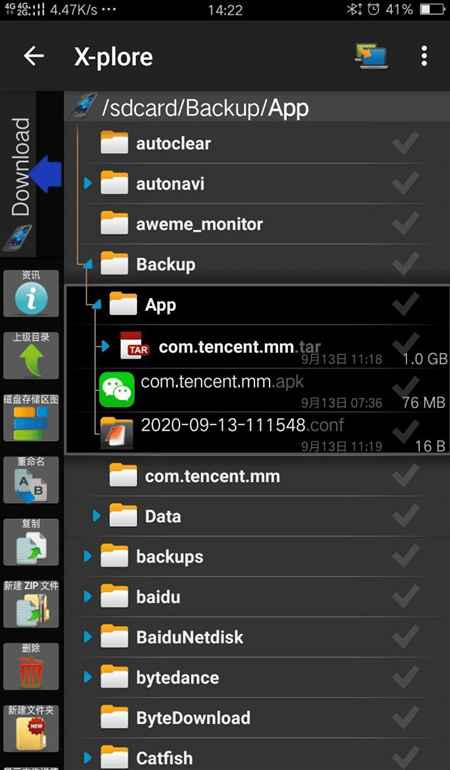 4G 4G 2G 4.47K/s ··· 14:22 41%
X-plore
Download
/sdcard/Backup/App
autoclear
autonavi
aweme_monitor
Backup
资讯
App
上级目录
com.tencent.mm.tar
9月13日 11:18 1.0 GB
com.tencent.mm.apk
磁盘存储区图
9月13日 07:36 76 MB
2020-09-13-111548.conf
9月13日 11:19 16 B
重命名
com.tencent.mm
复制
Data
backups
新建 ZIP 文件
baidu
BaiduNetdisk
删除
bytedance
新建文件夹
NEW
ByteDownload
Catfish